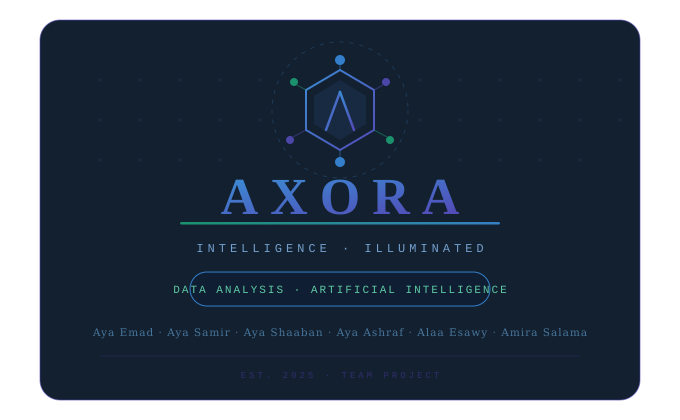 AXORA
INTELLIGENCE · ILLUMINATED
DATA ANALYSIS · ARTIFICIAL INTELLIGENCE
Aya Emad · Aya Samir · Aya Shaaban · Aya Ashraf · Alaa Esawy · Amira Salama
EST. 2025 · TEAM PROJECT